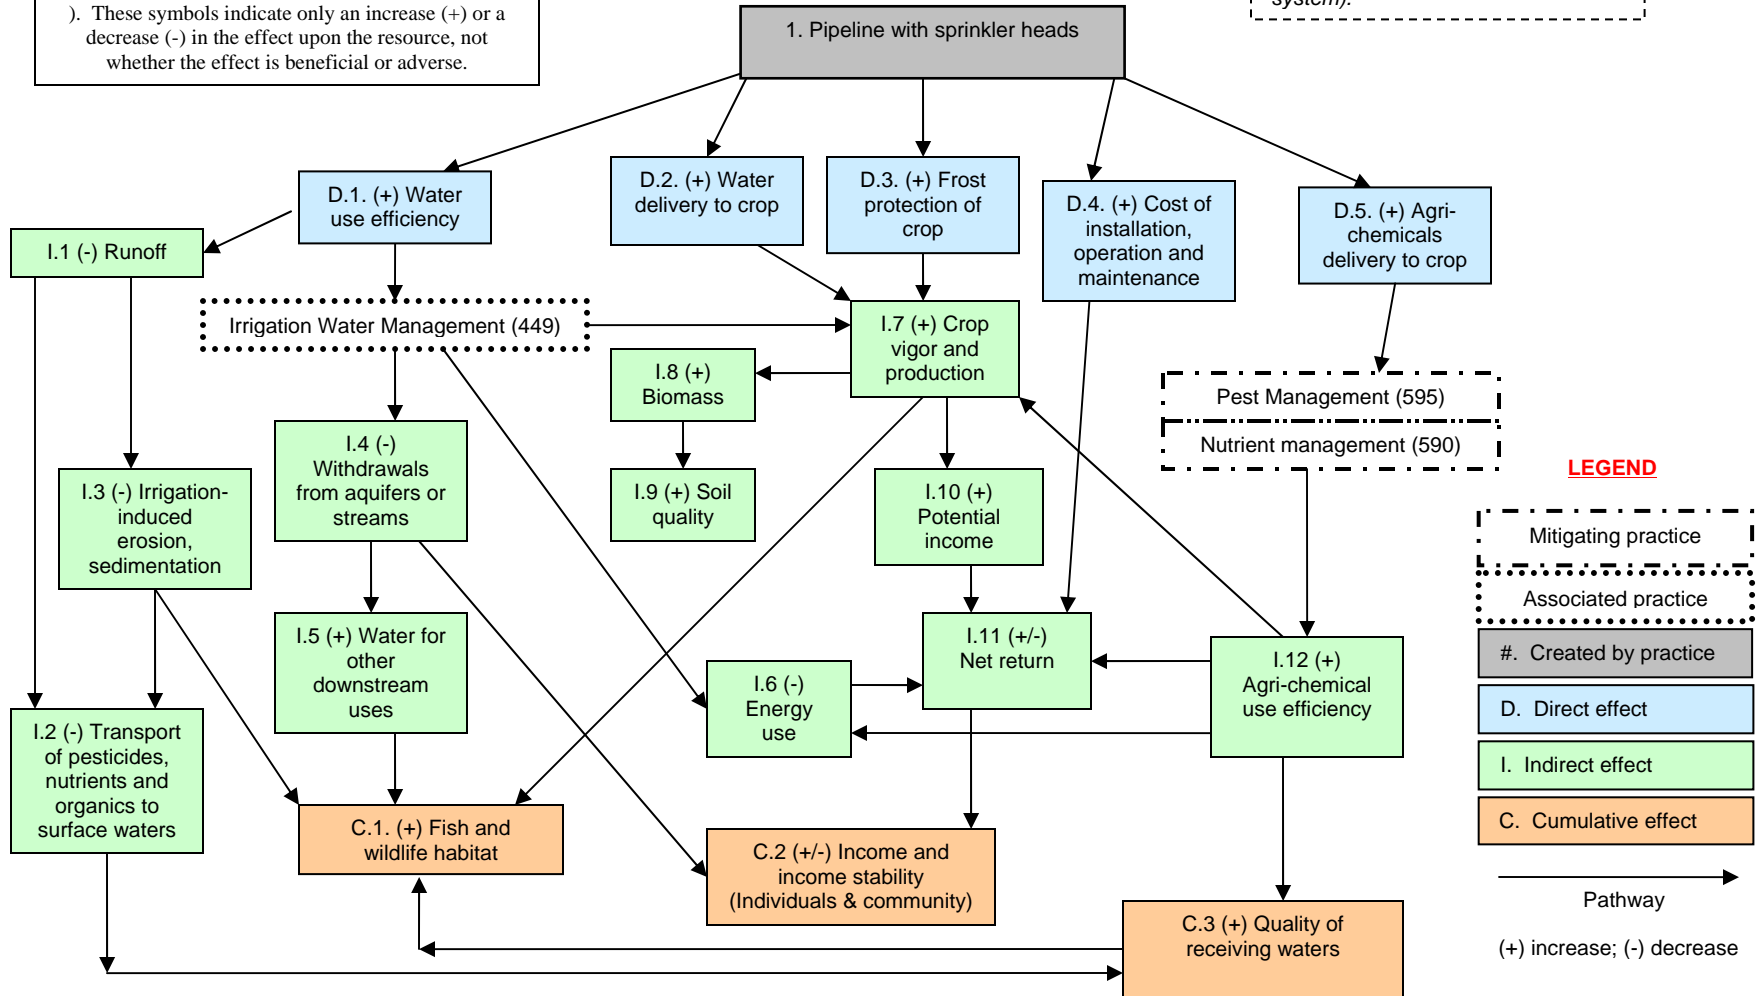 ). These symbols indicate only an increase (+) or a
decrease (-) in the effect upon the resource, not
whether the effect is beneficial or adverse.
system).
1. Pipeline with sprinkler heads
D.1. (+) Water
use efficiency
D.2. (+) Water
delivery to crop
D.3. (+) Frost
protection of
crop
D.4. (+) Cost of
installation,
operation and
maintenance
D.5. (+) Agri-
chemicals
delivery to crop
I.1 (-) Runoff
Irrigation Water Management (449)
I.7 (+) Crop
vigor and
production
I.8 (+)
Biomass
Pest Management (595)
Nutrient management (590)
I.4 (-)
Withdrawals
from aquifers or
streams
I.3 (-) Irrigation-
induced
erosion,
sedimentation
I.9 (+) Soil
quality
I.10 (+)
Potential
income
I.5 (+) Water for
other
downstream
uses
I.11 (+/-)
Net return
I.6 (-)
Energy
use
I.12 (+)
Agri-chemical
use efficiency
I.2 (-) Transport
of pesticides,
nutrients and
organics to
surface waters
C.1. (+) Fish and
wildlife habitat
C.2 (+/-) Income and
income stability
(Individuals & community)
C.3 (+) Quality of
receiving waters
LEGEND
Mitigating practice
Associated practice
#. Created by practice
D. Direct effect
I. Indirect effect
C. Cumulative effect
Pathway
(+) increase; (-) decrease